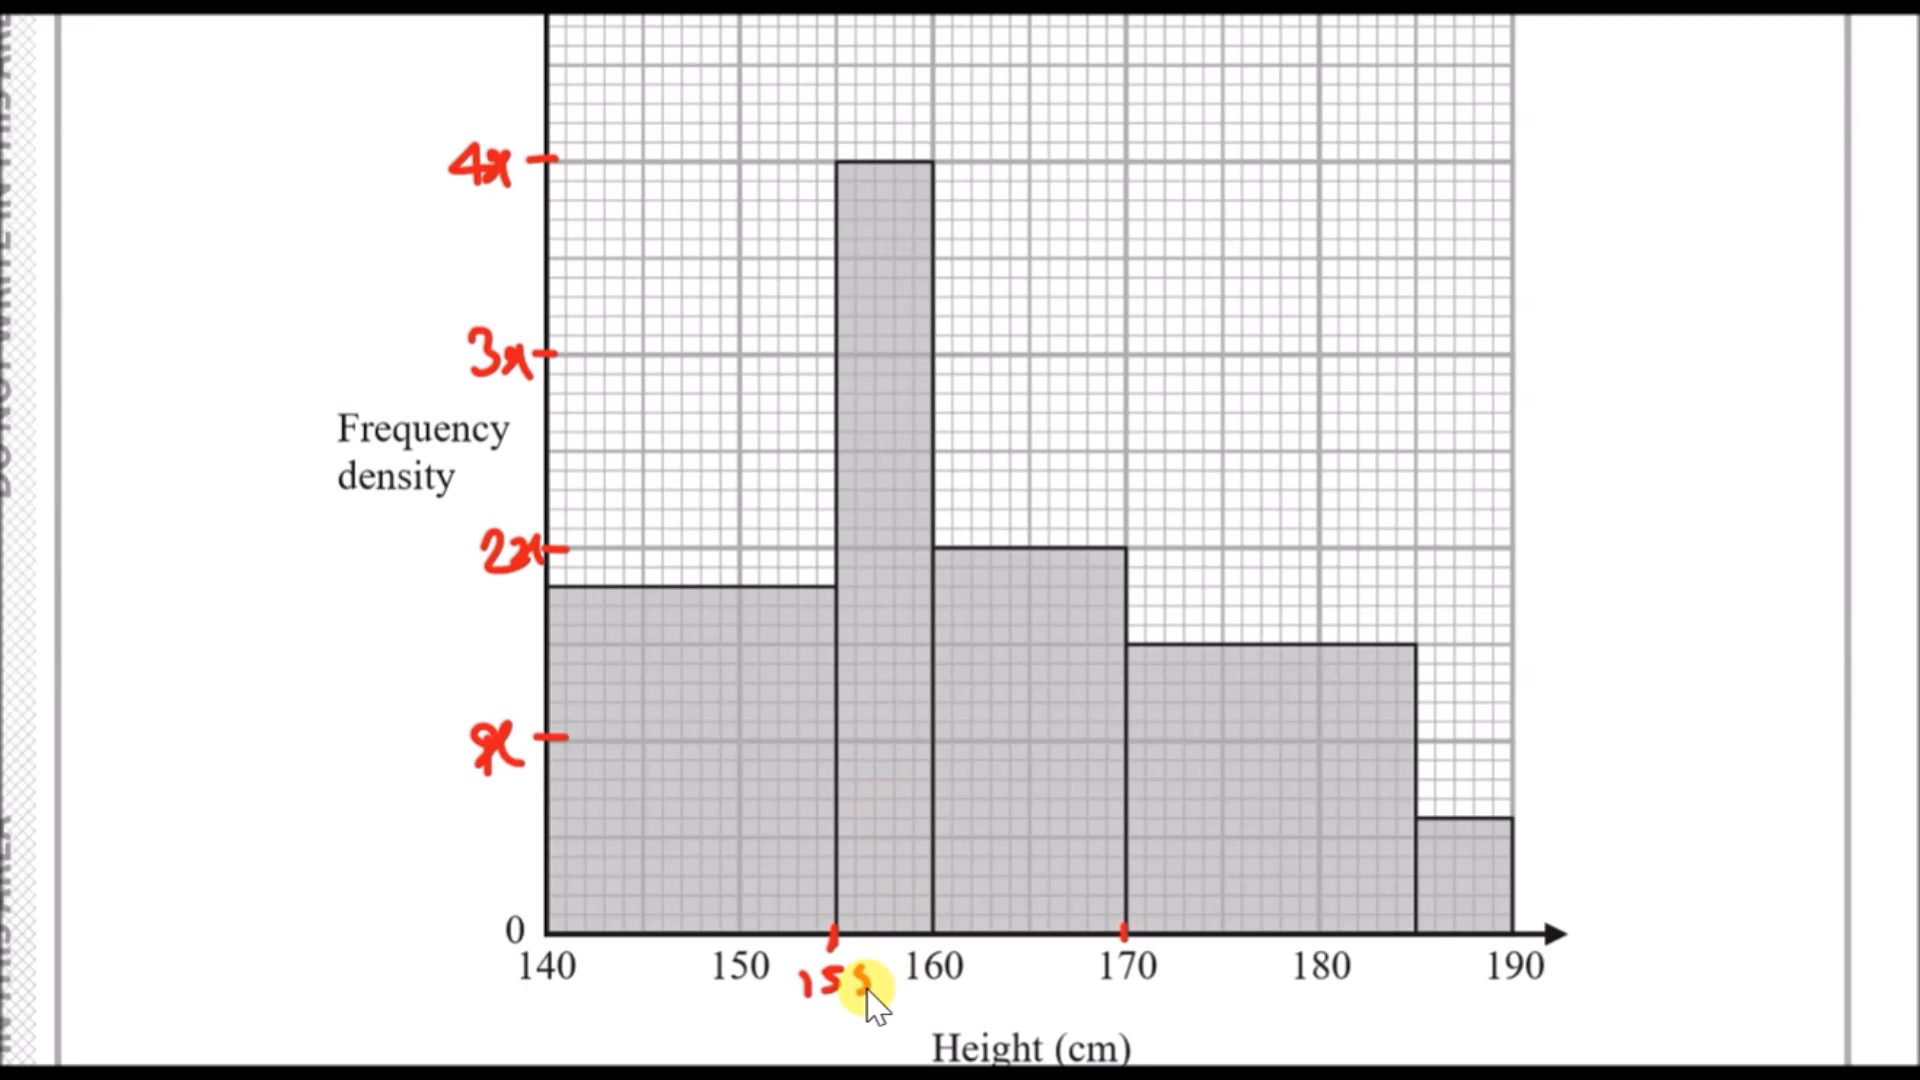 4x
3x
Frequency
density
2x
x
0
140 150 160 170 180 190
155
Height (cm)